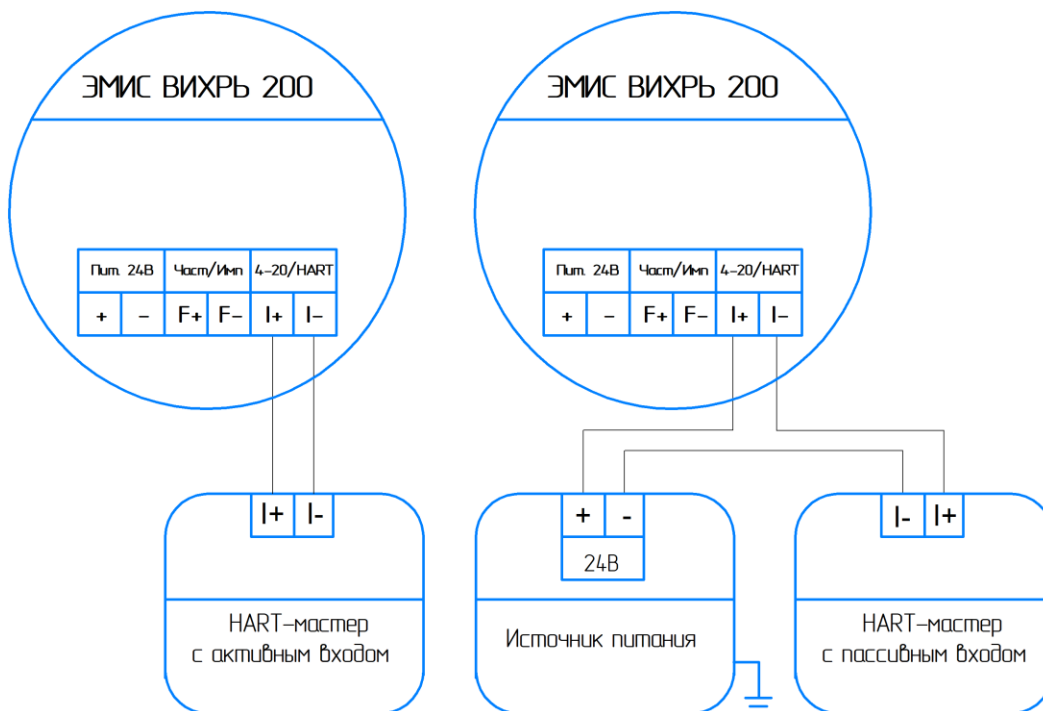 ЭМИС ВИХРЬ 200
Пит. 24В Част/Имп 4-20/HART
+ - F+ F- I+ I-
I+ I-
HART-мастер
с активным входом
ЭМИС ВИХРЬ 200
Пит. 24В Част/Имп 4-20/HART
+ - F+ F- I+ I-
+ -
24В
Источник питания
I- I+
HART-мастер
с пассивным входом